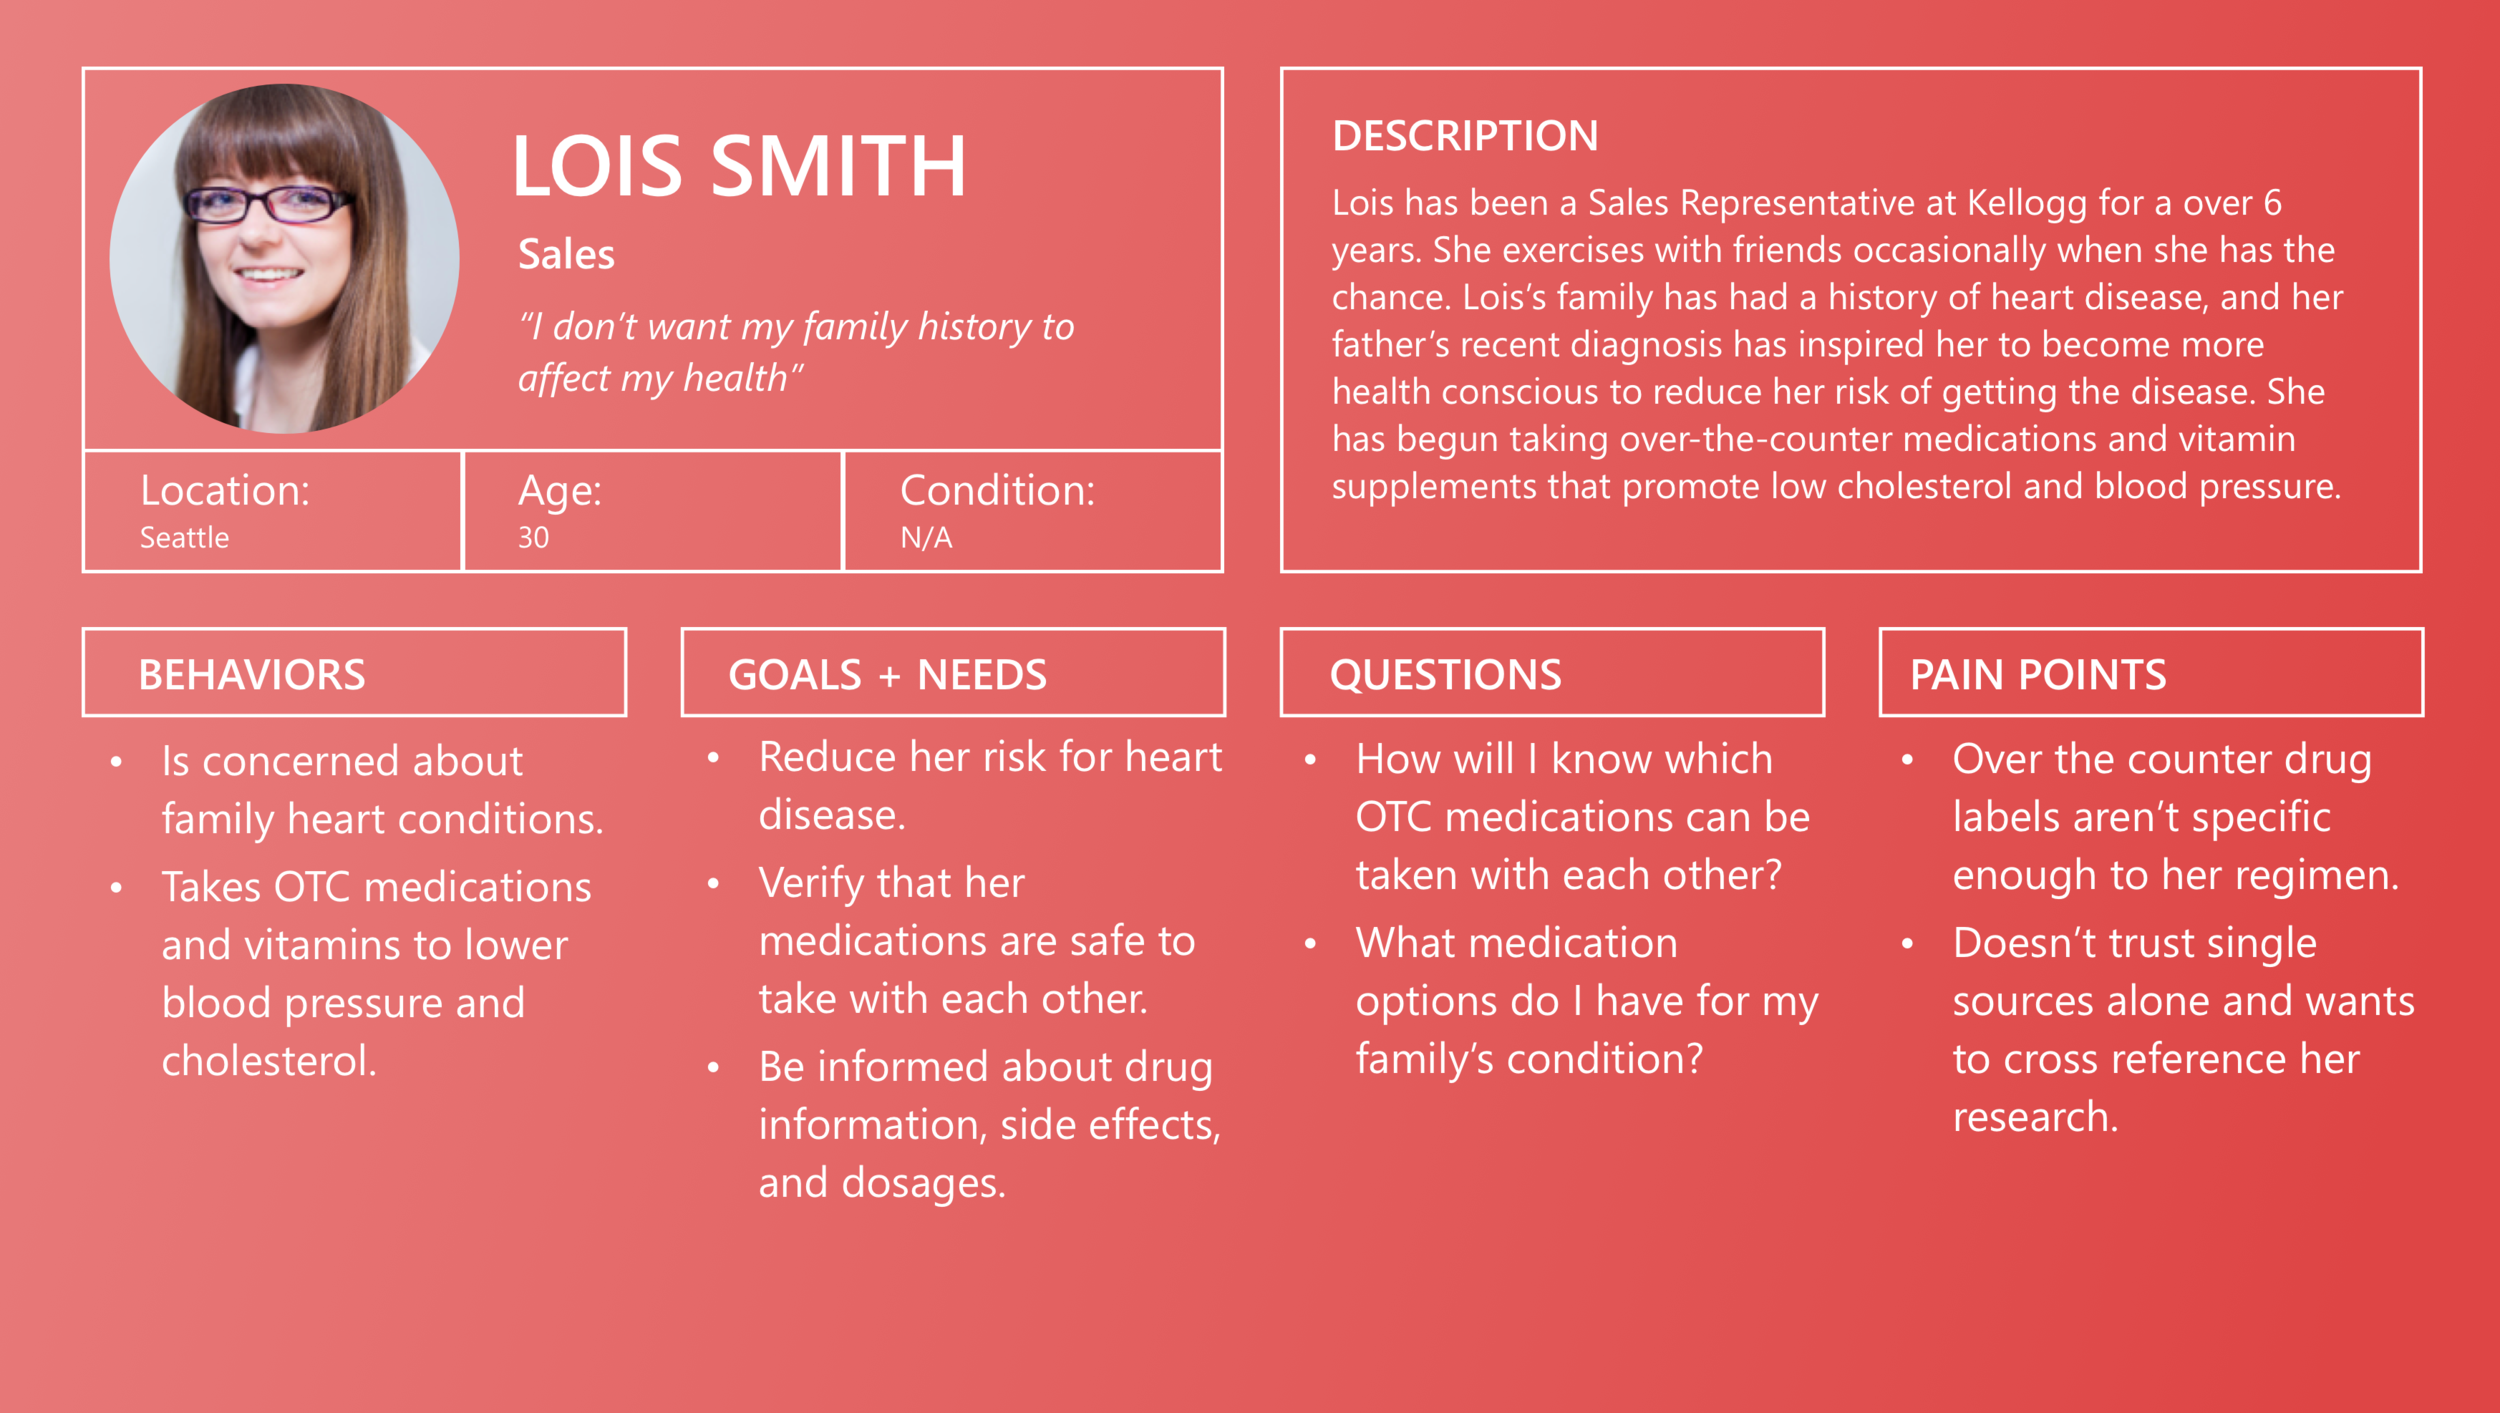 LOIS SMITH
Sales
“I don’t want my family history to
affect my health”
Location:
Seattle
Age:
30
Condition:
N/A
DESCRIPTION
Lois has been a Sales Representative at Kellogg for a over 6
years. She exercises with friends occasionally when she has the
chance. Lois’s family has had a history of heart disease, and her
father’s recent diagnosis has inspired her to become more
health conscious to reduce her risk of getting the disease. She
has begun taking over-the-counter medications and vitamin
supplements that promote low cholesterol and blood pressure.
BEHAVIORS
• Is concerned about
family heart conditions.
• Takes OTC medications
and vitamins to lower
blood pressure and
cholesterol.
GOALS + NEEDS
• Reduce her risk for heart
disease.
• Verify that her
medications are safe to
take with each other.
• Be informed about drug
information, side effects,
and dosages.
QUESTIONS
• How will I know which
OTC medications can be
taken with each other?
• What medication
options do I have for my
family’s condition?
PAIN POINTS
• Over the counter drug
labels aren’t specific
enough to her regimen.
• Doesn’t trust single
sources alone and wants
to cross reference her
research.